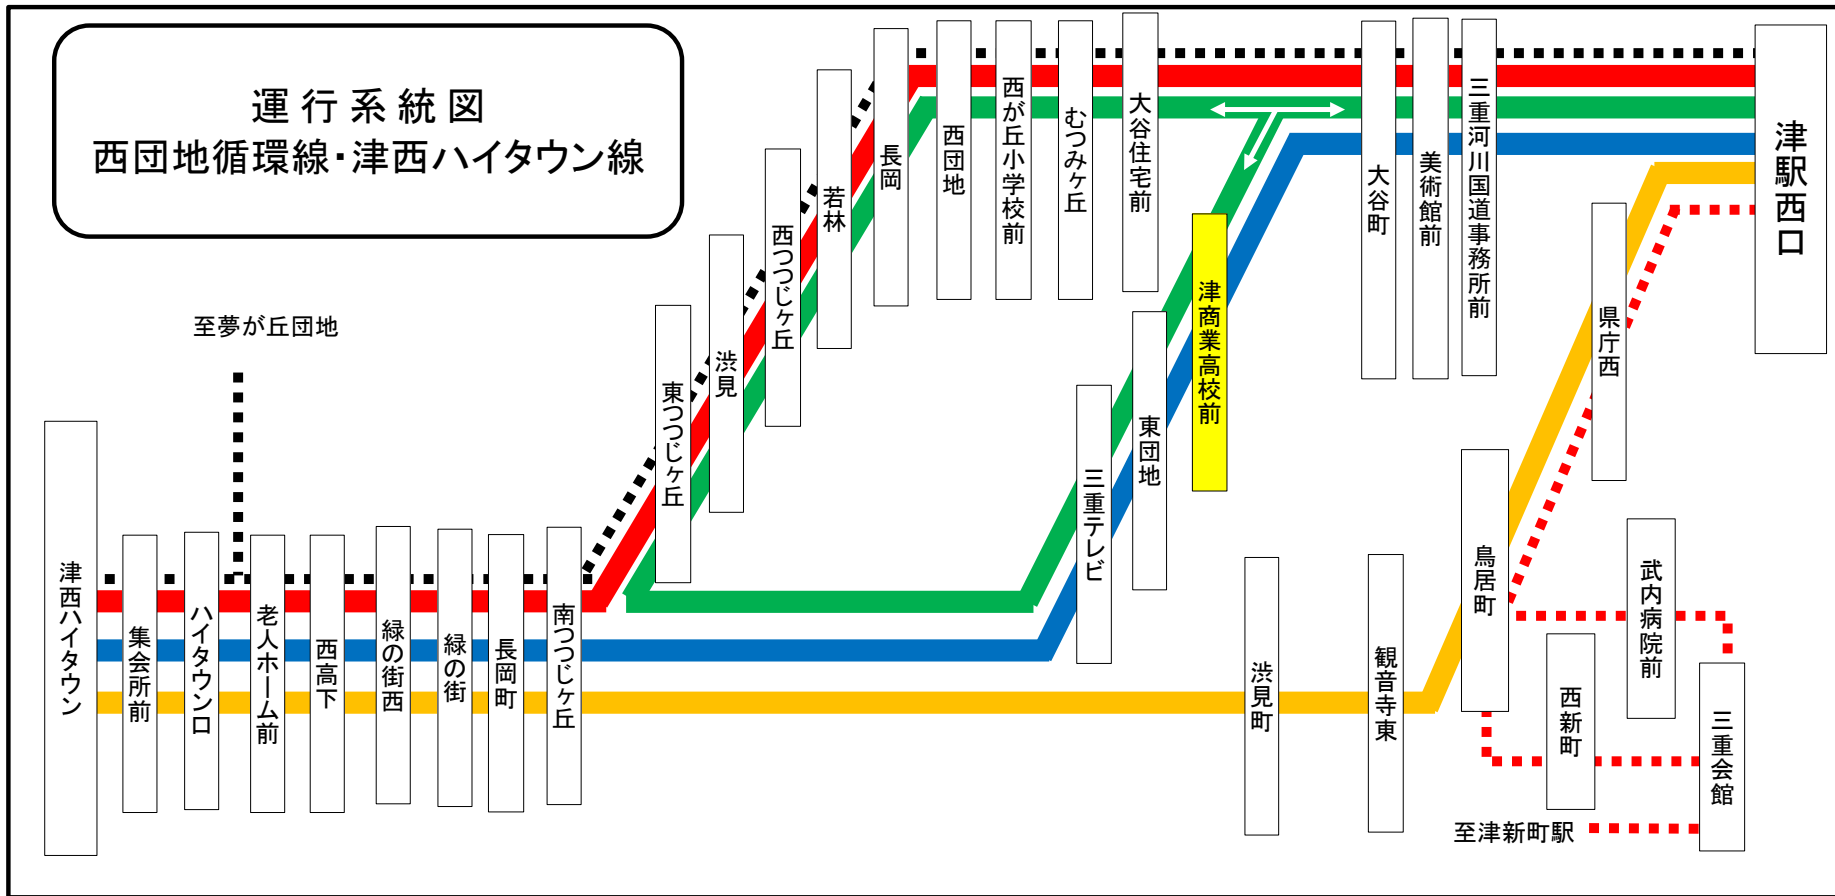 運行系統図
西団地循環線・津西ハイタウン線
至夢が丘団地
津西ハイタウン
集会所前
ハイタウン口
老人ホーム前
西高下
緑の街西
緑の街
長岡町
南つつじヶ丘
東つつじヶ丘
渋見
西つつじヶ丘
若林
長岡
西団地
西が丘小学校前
むつみヶ丘
大谷住宅前
三重テレビ
東団地
津商業高校前
大谷町
美術館前
三重河川国道事務所前
津駅西口
県庁西
鳥居町
渋見町
観音寺東
武内病院前
西新町
三重会館
至津新町駅